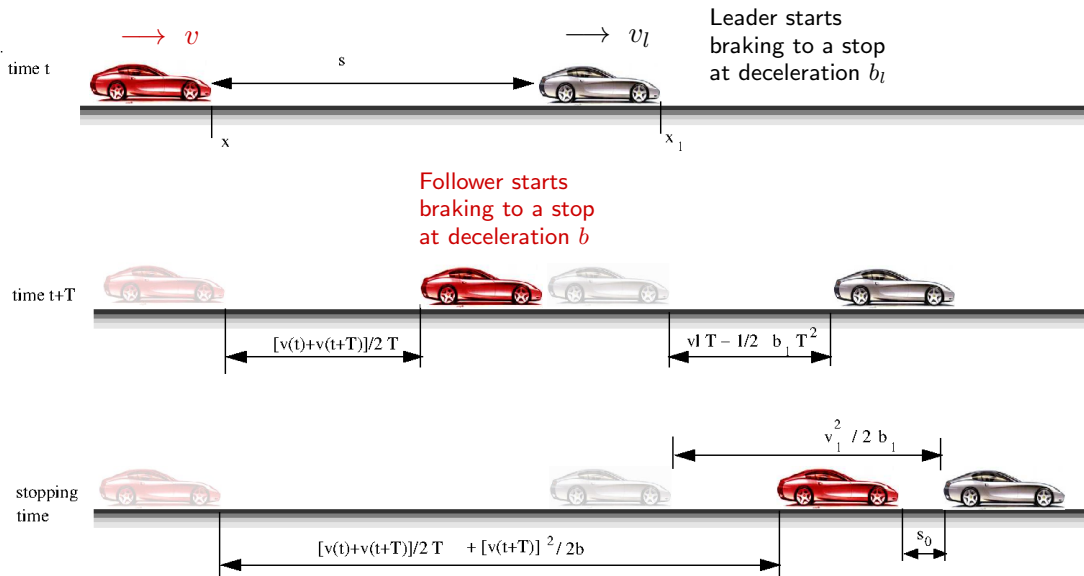 v
v_l
Leader starts
braking to a stop
at deceleration b_l
time t
s
x
x_1
Follower starts
braking to a stop
at deceleration b
time t+T
[v(t)+v(t+T)]/2 T
vl T − 1/2 b_1 T^2
v_1^2 / 2 b_1
stopping
time
s_0
[v(t)+v(t+T)]/2 T + [v(t+T)]^2 / 2b